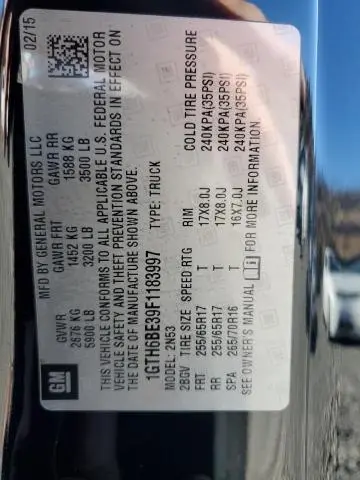 GM
MFD BY GENERAL MOTORS LLC 02/15
GVWR GAWR FRT GAWR RR
2676 KG 1452 KG 1588 KG
5900 LB 3200 LB 3500 LB
THIS VEHICLE CONFORMS TO ALL APPLICABLE U.S. FEDERAL MOTOR
VEHICLE SAFETY AND THEFT PREVENTION STANDARDS IN EFFECT ON
THE DATE OF MANUFACTURE SHOWN ABOVE.
1GTH6BE39F1189997 TYPE: TRUCK
MODEL: 2N53
2BGV TIRE SIZE SPEED RTG RIM COLD TIRE PRESSURE
FRT 255/65R17 T 17X8.0J 240KPA(35PSI)
RR 255/65R17 T 17X8.0J 240KPA(35PSI)
SPA 265/70R16 T 16X7.0J 240KPA(35PSI)
SEE OWNER'S MANUAL FOR MORE INFORMATION